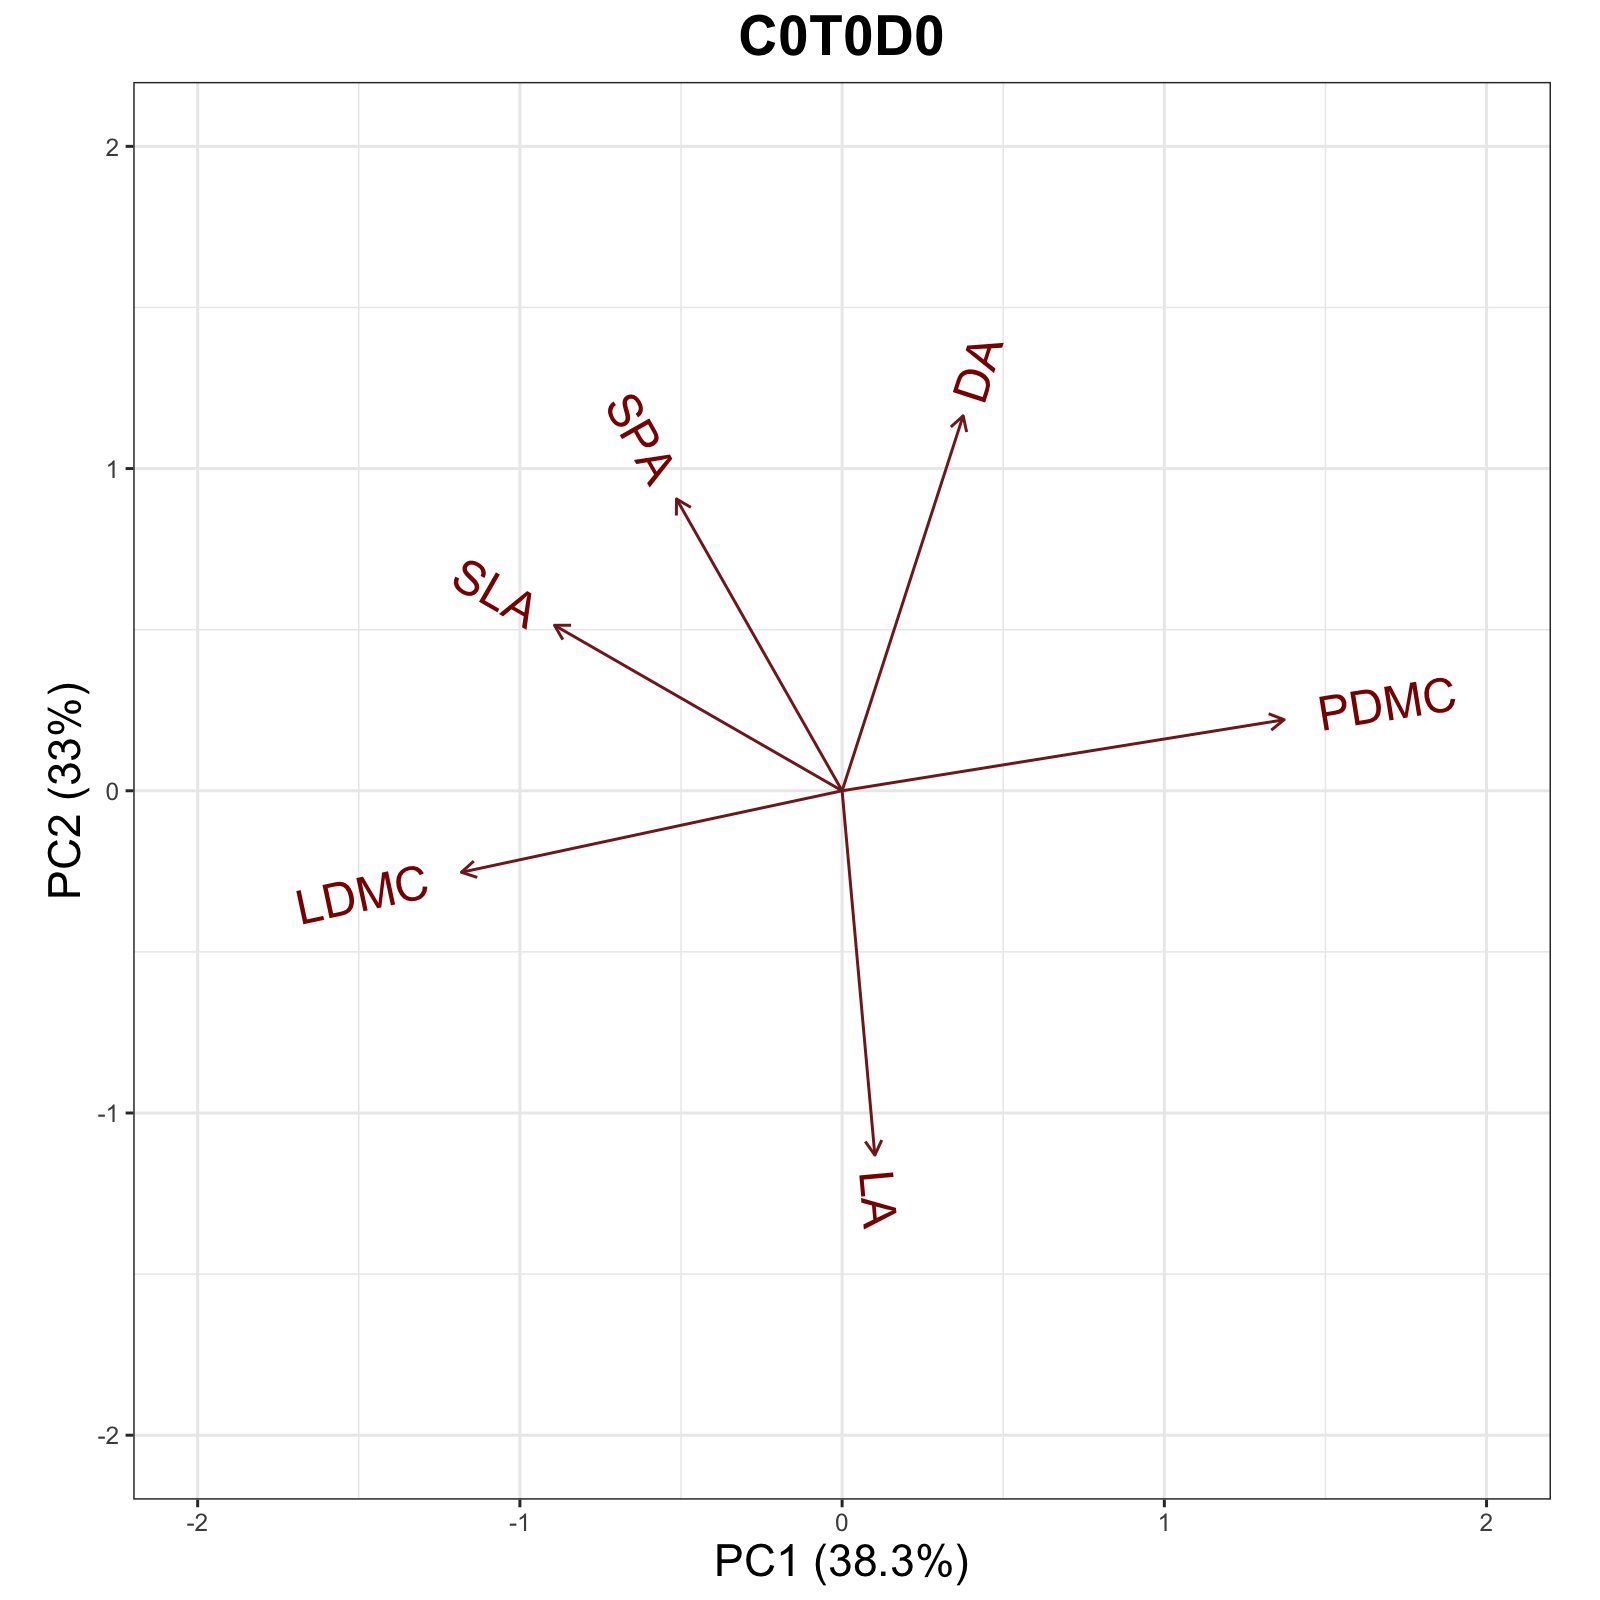 C0T0D0
2
1
0
-1
-2
PC2 (33%)
DA
SPA
SLA
PDMC
LDMC
LA
-2
-1
0
1
2
PC1 (38.3%)